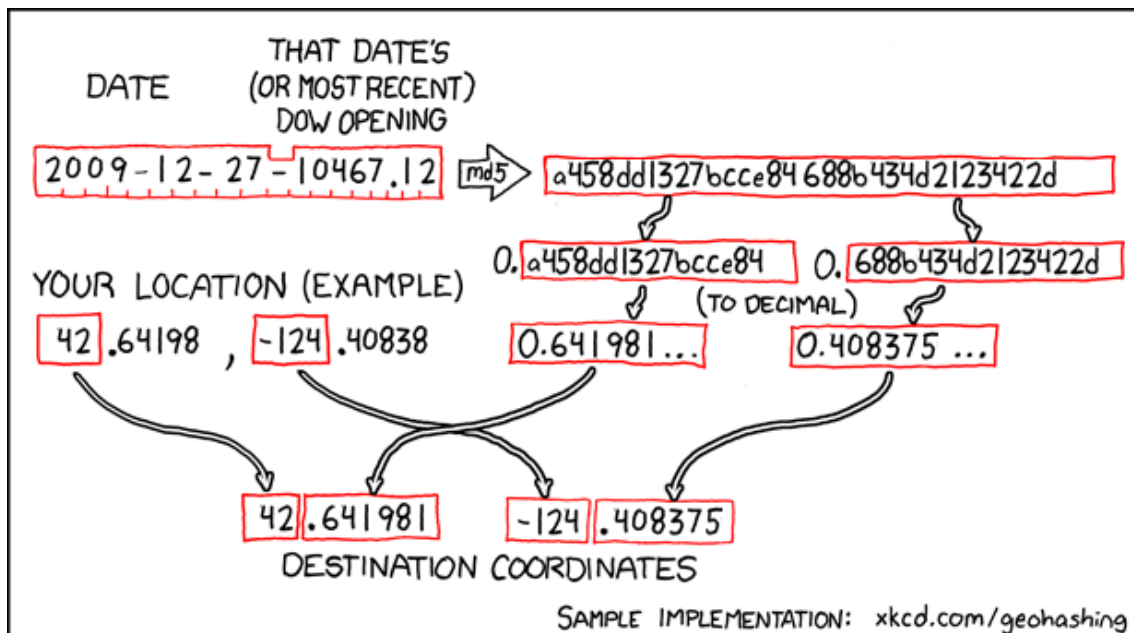 DATE
THAT DATE'S
(OR MOST RECENT)
DOW OPENING
2009-12-27-10467.12
md5
a458dd1327bcce84688b434d2123422d
0.a458dd1327bcce84
0.688b434d2123422d
YOUR LOCATION (EXAMPLE)
(TO DECIMAL)
42.64198, -124.40838
0.641981...
0.408375...
42.641981
-124.408375
DESTINATION COORDINATES
SAMPLE IMPLEMENTATION: xkcd.com/geohashing